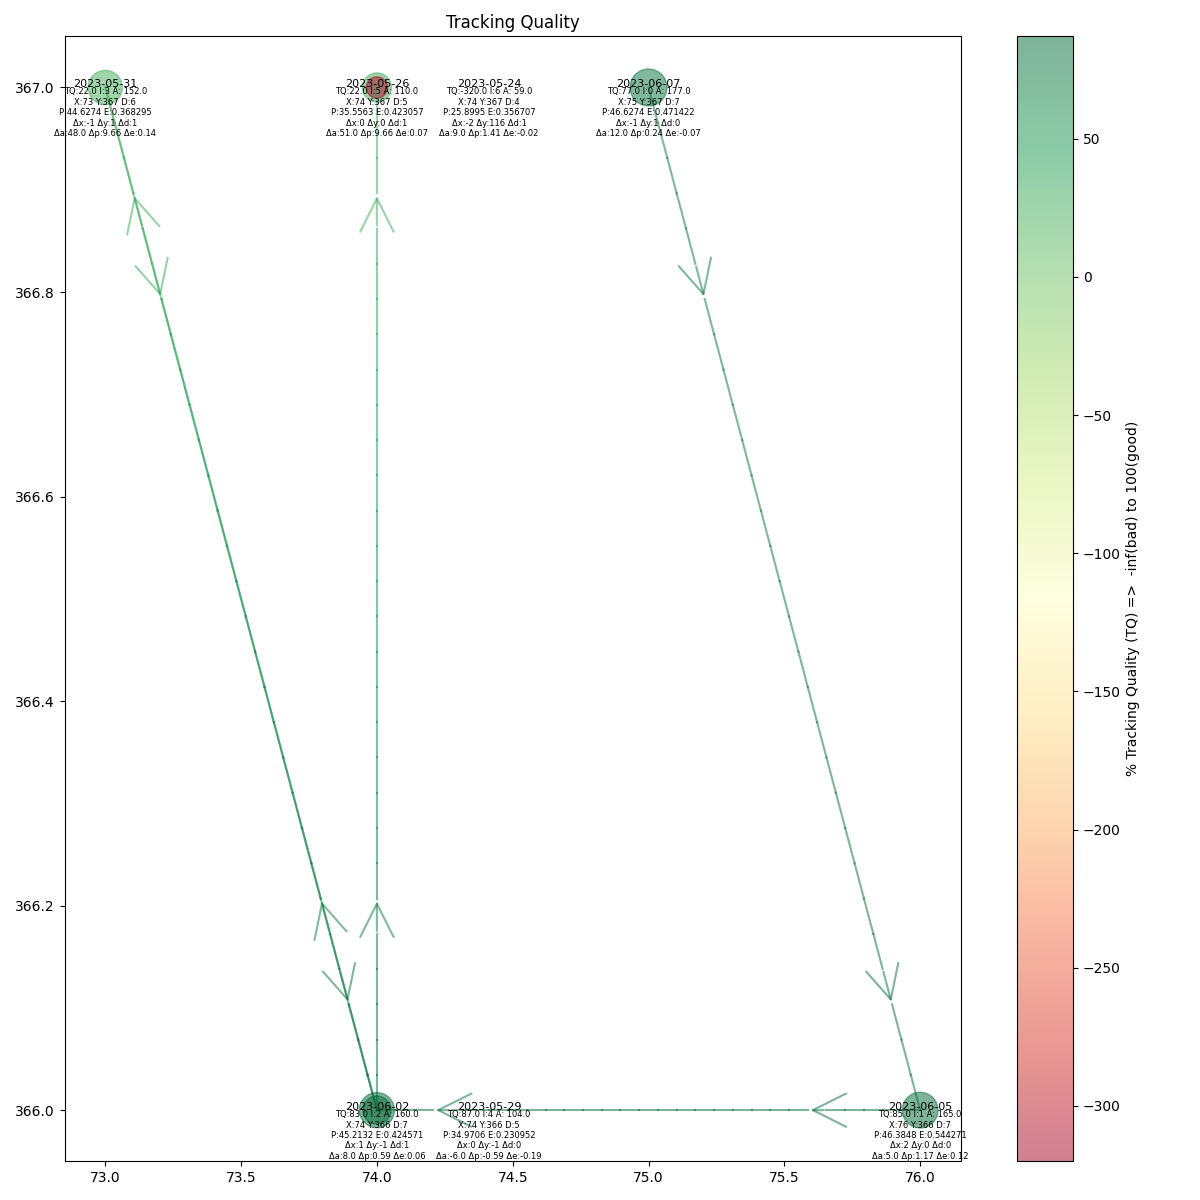 Tracking Quality
2023-05-31
TQ:22.0 I:3 A: 152.0
X:73 Y:367 D:6
P:44.6274 E:0.368295
Δx:-1 Δy:1 Δd:1
Δa:48.0 Δp:9.66 Δe:0.14
2023-05-26
TQ:22.0 I:5 A: 110.0
X:74 Y:367 D:5
P:35.5563 E:0.423057
Δx:0 Δy:0 Δd:1
Δa:51.0 Δp:9.66 Δe:0.07
2023-05-24
TQ:-320.0 I:6 A: 59.0
X:74 Y:367 D:4
P:25.8995 E:0.356707
Δx:-2 Δy:116 Δd:1
Δa:9.0 Δp:1.41 Δe:-0.02
2023-06-07
TQ:77.0 I:0 A: 177.0
X:75 Y:367 D:7
P:46.6274 E:0.471422
Δx:-1 Δy:1 Δd:0
Δa:12.0 Δp:0.24 Δe:-0.07
2023-06-02
TQ:83.0 I:2 A: 160.0
X:74 Y:366 D:7
P:45.2132 E:0.424571
Δx:1 Δy:-1 Δd:1
Δa:8.0 Δp:0.59 Δe:0.06
2023-05-29
TQ:87.0 I:4 A: 104.0
X:74 Y:366 D:5
P:34.9706 E:0.230952
Δx:0 Δy:-1 Δd:0
Δa:-6.0 Δp:-0.59 Δe:-0.19
2023-06-05
TQ:85.0 I:1 A: 165.0
X:76 Y:366 D:7
P:46.3848 E:0.544271
Δx:2 Δy:0 Δd:0
Δa:5.0 Δp:1.17 Δe:0.12
367.0
366.8
366.6
366.4
366.2
366.0
73.0
73.5
74.0
74.5
75.0
75.5
76.0
50
0
−50
−100
−150
−200
−250
−300
% Tracking Quality (TQ) => -inf(bad) to 100(good)